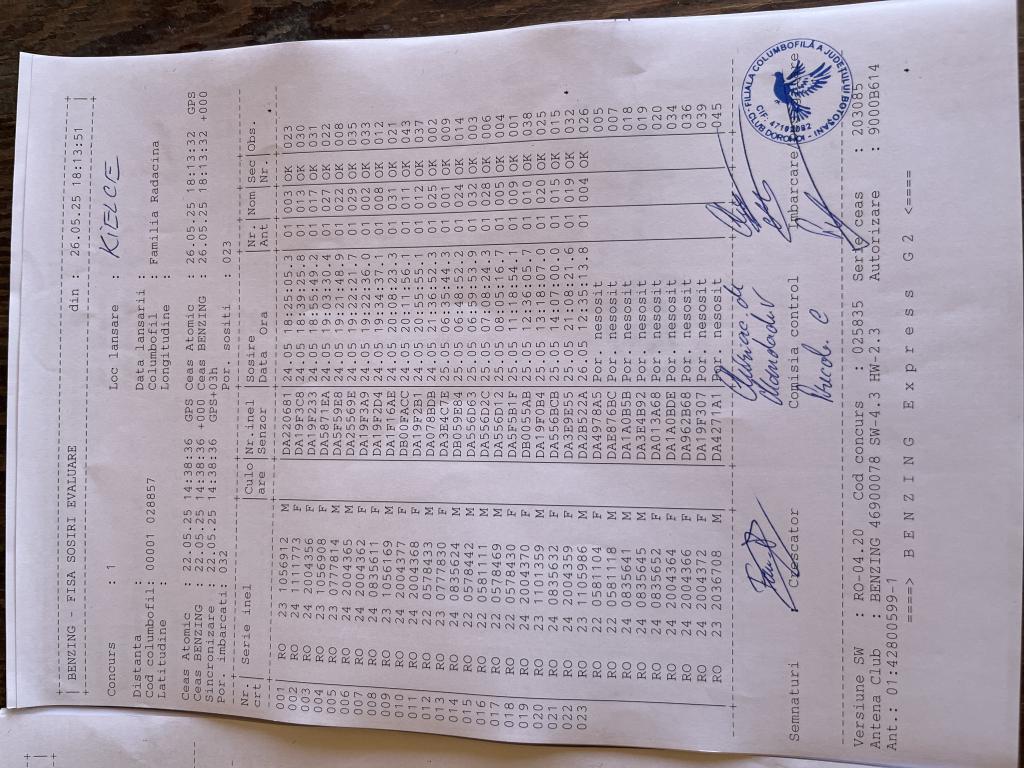 BENZING - FISA SOSIRI EVALUARE din : 26.05.25 18:13:51
Concurs : 1 Loc lansare : KIELCE
Distanta : Data lansarii :
Cod columbofil: 00001 028857 Columbofil : Familia Radacina
Latitudine : Longitudine :
Ceas Atomic : 22.05.25 14:38:36 GPS Ceas Atomic : 26.05.25 18:13:32 GPS
Ceas BENZING : 22.05.25 14:38:36 +000 Ceas BENZING : 26.05.25 18:13:32 +000
Sincronizare : 22.05.25 14:38:36 GPS+03h
Por. imbarcati: 032 Por. sositi : 023
Nr. Serie inel Culo Nr.inel Sosire Nr. Nom Sec Obs.
crt are Senzor Data Ora Ant Nr
001 RO 23 1056912 M DA220681 24.05 18:25:05.3 01 003 OK 023
002 RO 24 1111773 F DA19F3C8 24.05 18:39:25.8 01 013 OK 030
003 RO 24 2004356 F DA19F233 24.05 18:55:49.2 01 017 OK 031
004 RO 23 1056908 F DA5871EA 24.05 19:03:30.4 01 027 OK 022
005 RO 23 0777814 M DA5F59E8 24.05 19:21:48.9 01 022 OK 008
006 RO 24 2004365 M DA25569E 24.05 19:22:21.7 01 029 OK 035
007 RO 24 2004362 F DA19F3A9 24.05 19:24:36.0 01 002 OK 033
008 RO 24 0835611 F DA19F2D4 24.05 19:44:37.1 01 008 OK 012
009 RO 23 1056169 M DA1F16AE 24.05 20:04:23.3 01 030 OK 021
010 RO 24 2004377 F DB00FACC 24.05 20:11:56.5 01 011 OK 043
011 RO 24 2004368 F DA19F2B1 24.05 20:55:55.1 01 012 OK 037
012 RO 22 0578433 M DA078BDB 24.05 21:36:52.3 01 025 OK 002
013 RO 23 0777830 F DA3E4C7E 25.05 06:35:44.3 01 001 OK 009
014 RO 24 0835624 M DB059E84 25.05 06:46:52.2 01 024 OK 014
015 RO 22 0578442 M DA556D63 25.05 06:59:53.9 01 032 OK 003
016 RO 22 0581111 M DA556D2C 25.05 07:08:24.3 01 028 OK 006
017 RO 22 0578469 M DA556D12 25.05 08:05:16.7 01 005 OK 004
018 RO 22 0578430 F DA5F5B1F 25.05 11:18:54.1 01 009 OK 001
019 RO 24 2004370 F DB0055AB 25.05 12:36:05.7 01 010 OK 038
020 RO 23 1101359 M DA19F0B4 25.05 13:18:07.0 01 020 OK 025
021 RO 24 0835632 F DA556BCB 25.05 14:07:00.0 01 015 OK 015
022 RO 24 2004359 F DA3E9E55 25.05 21:08:21.6 01 019 OK 032
023 RO 23 1105986 M DA2B522A 26.05 12:35:13.8 01 004 OK 026
RO 22 0581104 F DA4978A5 Por. nesosit 005
RO 22 0581118 M DAE876BC Por. nesosit 007
RO 24 0835641 M DA1A0B5B Por. nesosit 018
RO 24 0835645 F DA3E4B92 Por. nesosit 019
RO 24 0835652 F DA013A68 Por. nesosit 020
RO 24 2004364 F DA1A0BDE Por. nesosit 034
RO 24 2004366 F DA962B68 Por. nesosit 036
RO 24 2004372 F DA19F307 Por. nesosit 039
RO 23 2036708 M DA4271A1 Por. nesosit 045
Semnaturi Crescator Comisia control Imbarcare
FILIALA COLUMBOFILĂ A JUDEŢULUI BOTOŞANI
CLUB DOROHOI
Versiune SW : RO-04.20 Cod concurs : 025835 Serie ceas : 203085
Antena Club : BENZING 46900078 SW-4.3 HW-2.3 Autorizare : 9000B614
Ant.: 01:42800599-1
====> B E N Z I N G E x p r e s s G 2 <====